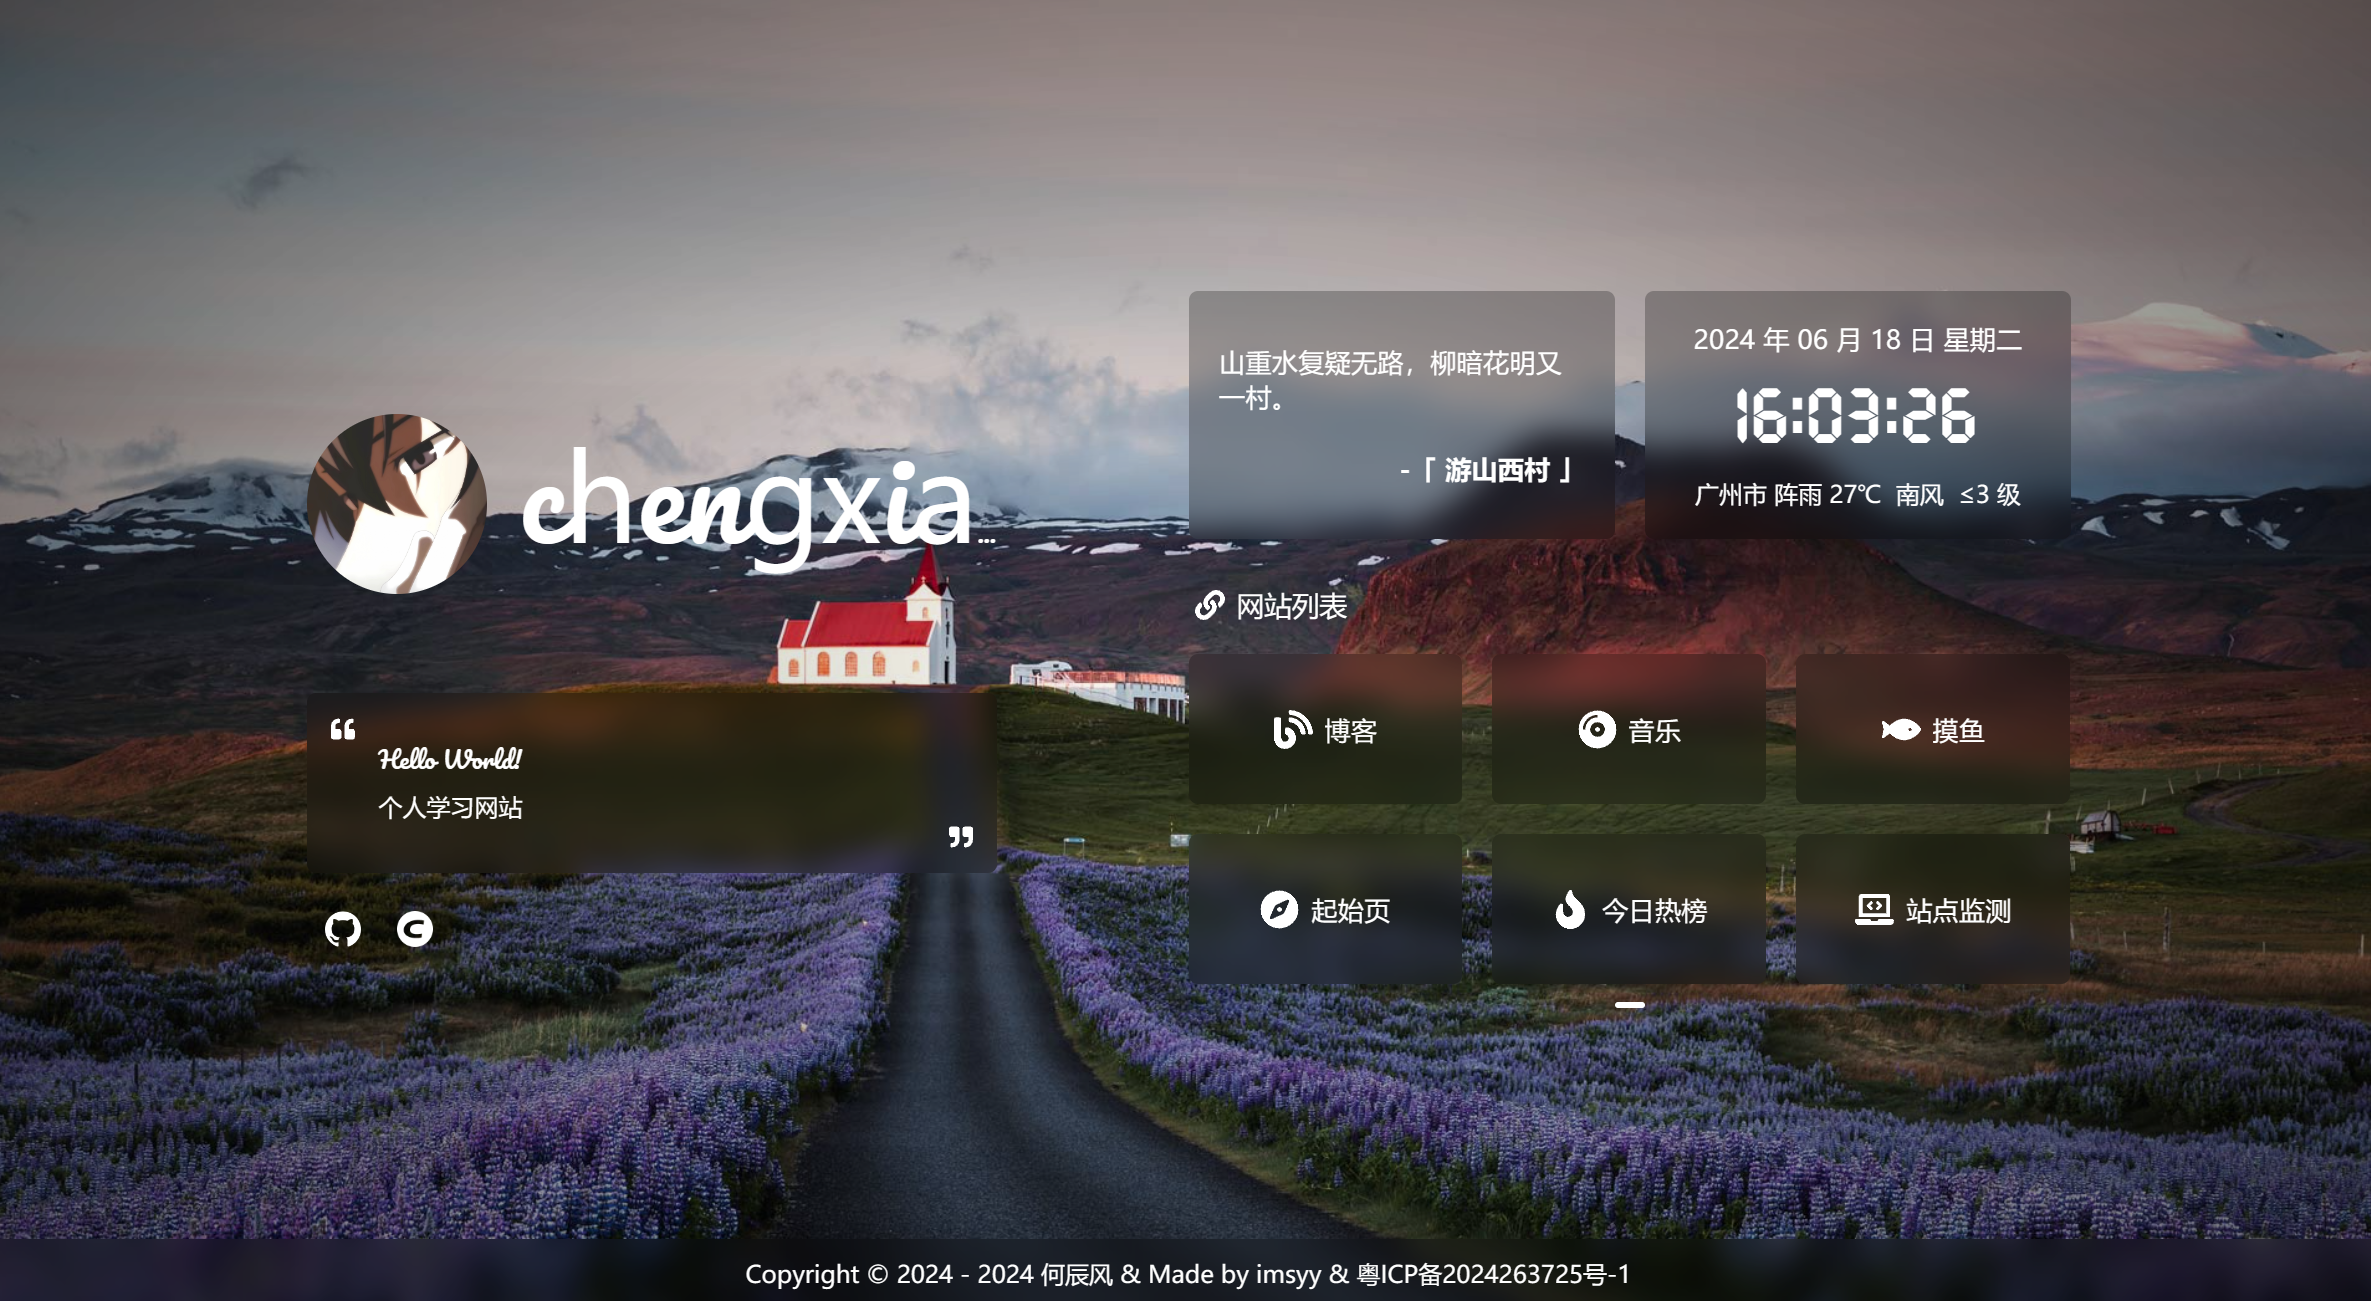 chengxia...
Hello World!
个人学习网站
山重水复疑无路，柳暗花明又
一村。
-「 游山西村 」
2024 年 06 月 18 日 星期二
16:03:26
广州市 阵雨 27℃ 南风 ≤3 级
网站列表
博客
音乐
摸鱼
起始页
今日热榜
站点监测
Copyright © 2024 - 2024 何辰风 & Made by imsyy & 粤ICP备2024263725号-1